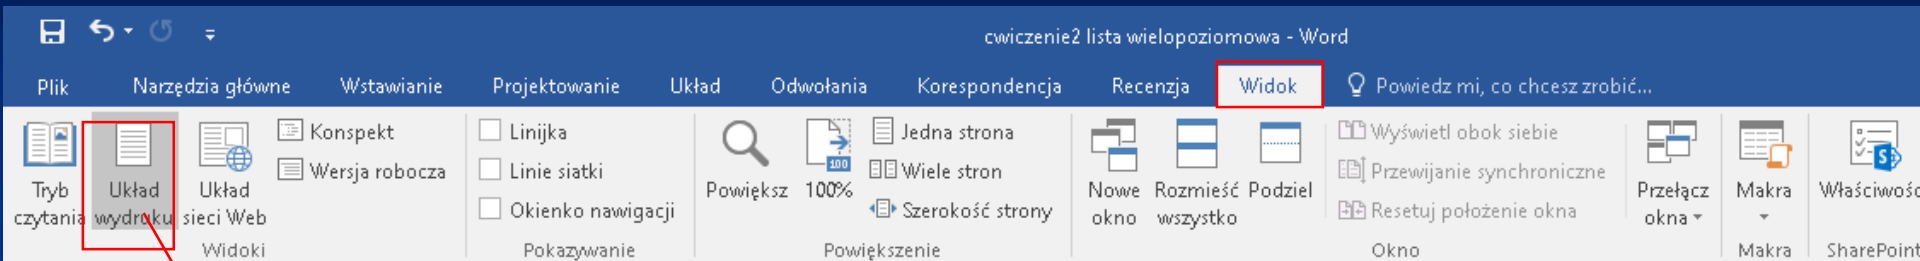 cwiczenie2 lista wielopoziomowa - Word
Plik Narzędzia główne Wstawianie Projektowanie Układ Odwołania Korespondencja Recenzja Widok Powiedz mi, co chcesz zrobić...
Tryb czytania
Układ wydruku
Układ sieci Web
Konspekt
Wersja robocza
Widoki
Linijka
Linie siatki
Okienko nawigacji
Pokazywanie
Powiększ
100
100%
Jedna strona
Wiele stron
Szerokość strony
Powiększenie
Nowe okno
Rozmieść wszystko
Podziel
Wyświetl obok siebie
Przewijanie synchroniczne
Resetuj położenie okna
Przełącz okna
Okno
Makra
Makra
S
Właściwośc
SharePoint